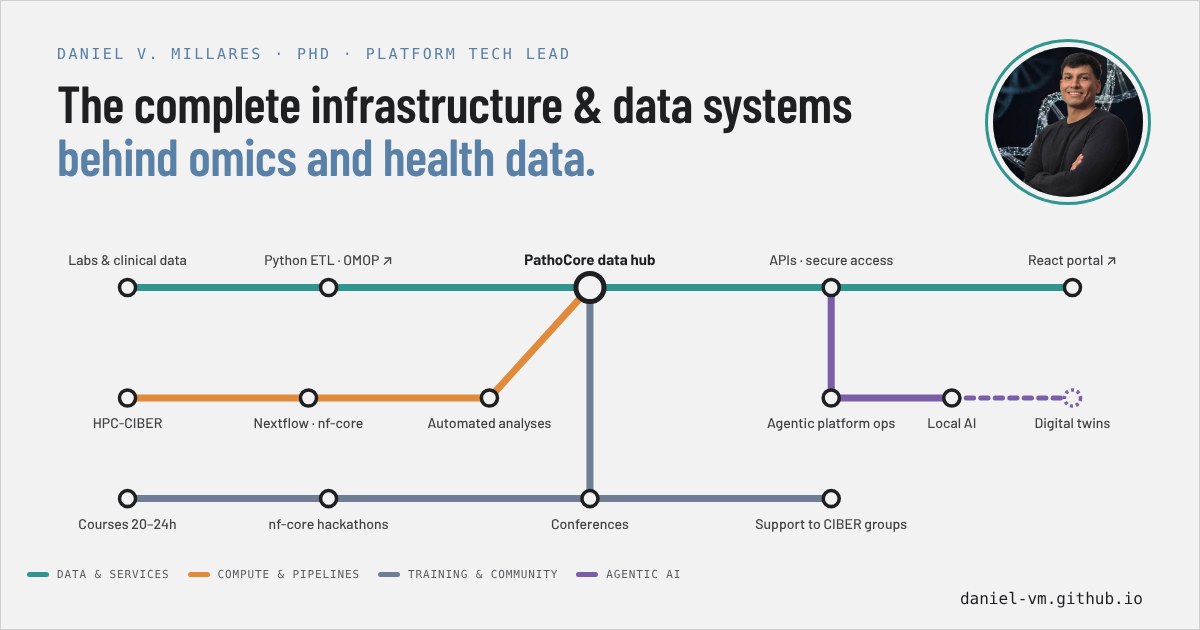 DANIEL V. MILLARES · PHD · PLATFORM TECH LEAD
The complete infrastructure & data systems
behind omics and health data.
Labs & clinical data
Python ETL · OMOP ↗
PathoCore data hub
APIs · secure access
React portal ↗
HPC-CIBER
Nextflow · nf-core
Automated analyses
Agentic platform ops
Local AI
Digital twins
Courses 20–24h
nf-core hackathons
Conferences
Support to CIBER groups
DATA & SERVICES
COMPUTE & PIPELINES
TRAINING & COMMUNITY
AGENTIC AI
daniel-vm.github.io